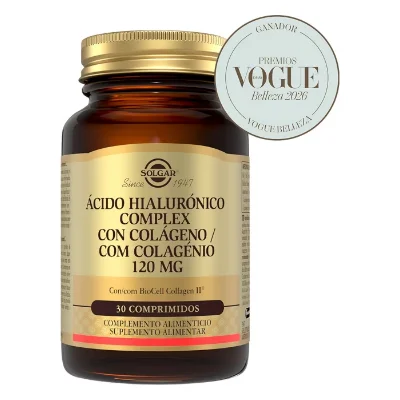 GANADOR
PREMIOS
VOGUE
Belleza 2026
VOGUE BELLEZA
SOLGAR
Since 1947
ÁCIDO HIALURÓNICO
COMPLEX
CON COLÁGENO /
COM COLAGÉNIO
120 MG
Con/com BioCell Collagen II
30 COMPRIMIDOS
COMPLEMENTO ALIMENTICIO
SUPLEMENTO ALIMENTAR